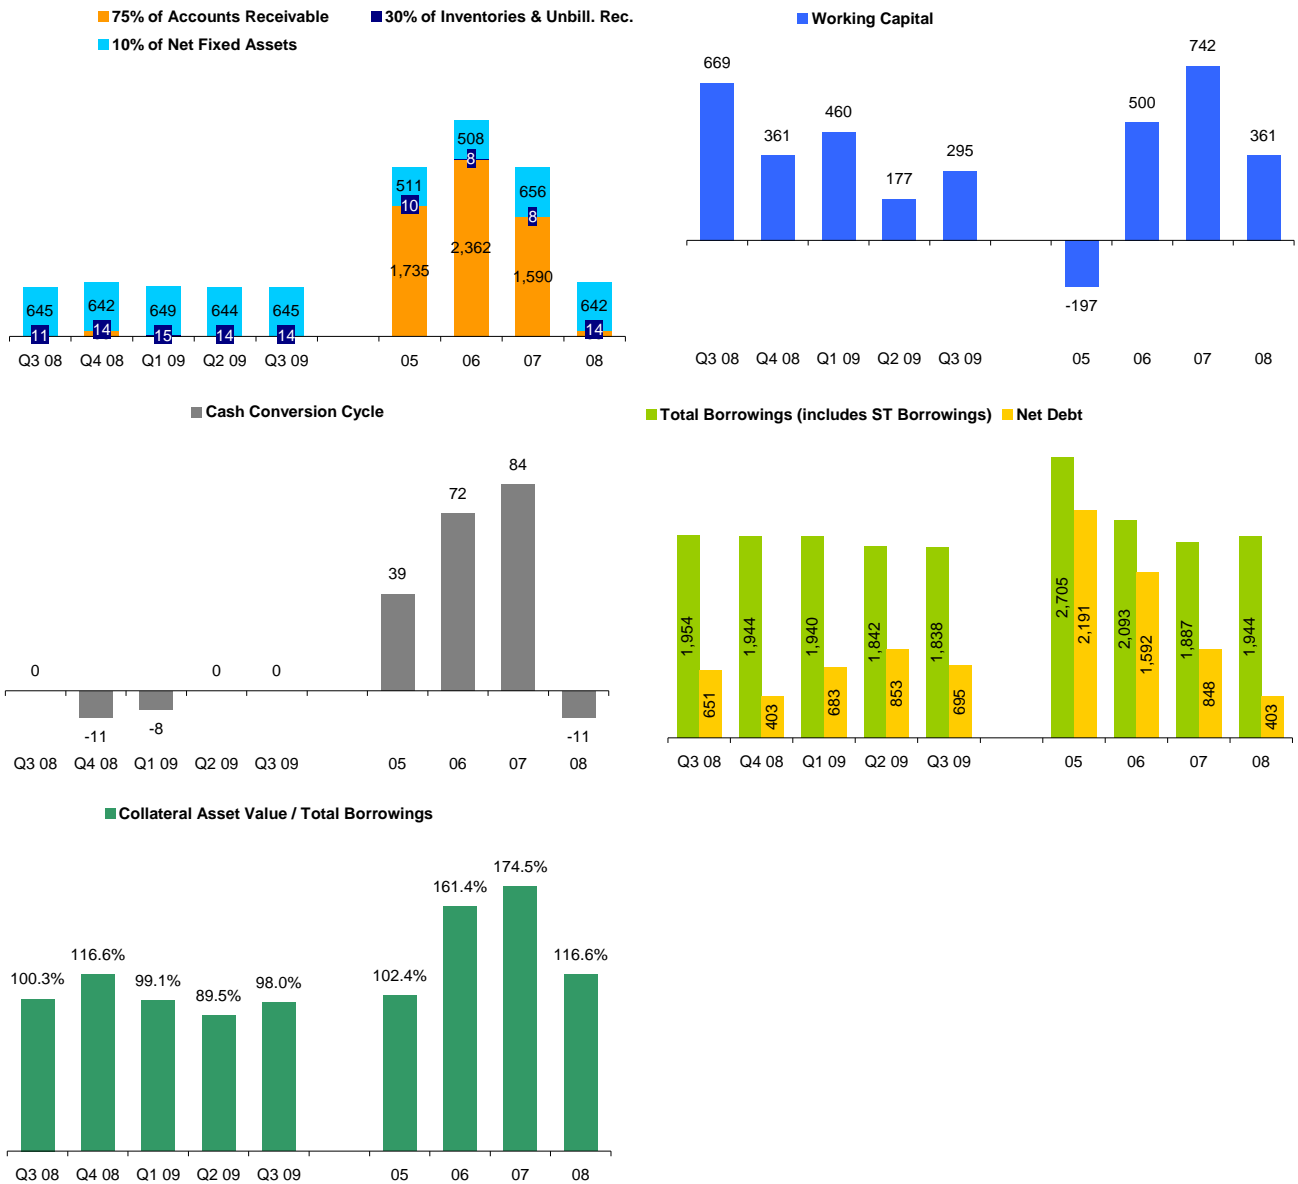 75% of Accounts Receivable 30% of Inventories & Unbill. Rec.
10% of Net Fixed Assets
508
8
511 656
10 8
2,362
1,735 1,590
645 642 649 644 645 642
11 14 15 14 14 14
Q3 08 Q4 08 Q1 09 Q2 09 Q3 09 05 06 07 08
Working Capital
742
669
500
460
361 361
295
177
-197
Q3 08 Q4 08 Q1 09 Q2 09 Q3 09 05 06 07 08
Cash Conversion Cycle
84
72
39
0 0 0
-11 -8 -11
Q3 08 Q4 08 Q1 09 Q2 09 Q3 09 05 06 07 08
Total Borrowings (includes ST Borrowings) Net Debt
1,954 651 1,944 403 1,940 683 1,842 853 1,838 695 2,705 2,191 2,093 1,592 1,887 848 1,944 403
Q3 08 Q4 08 Q1 09 Q2 09 Q3 09 05 06 07 08
Collateral Asset Value / Total Borrowings
174.5%
161.4%
116.6% 116.6%
100.3% 99.1% 98.0% 102.4%
89.5%
Q3 08 Q4 08 Q1 09 Q2 09 Q3 09 05 06 07 08